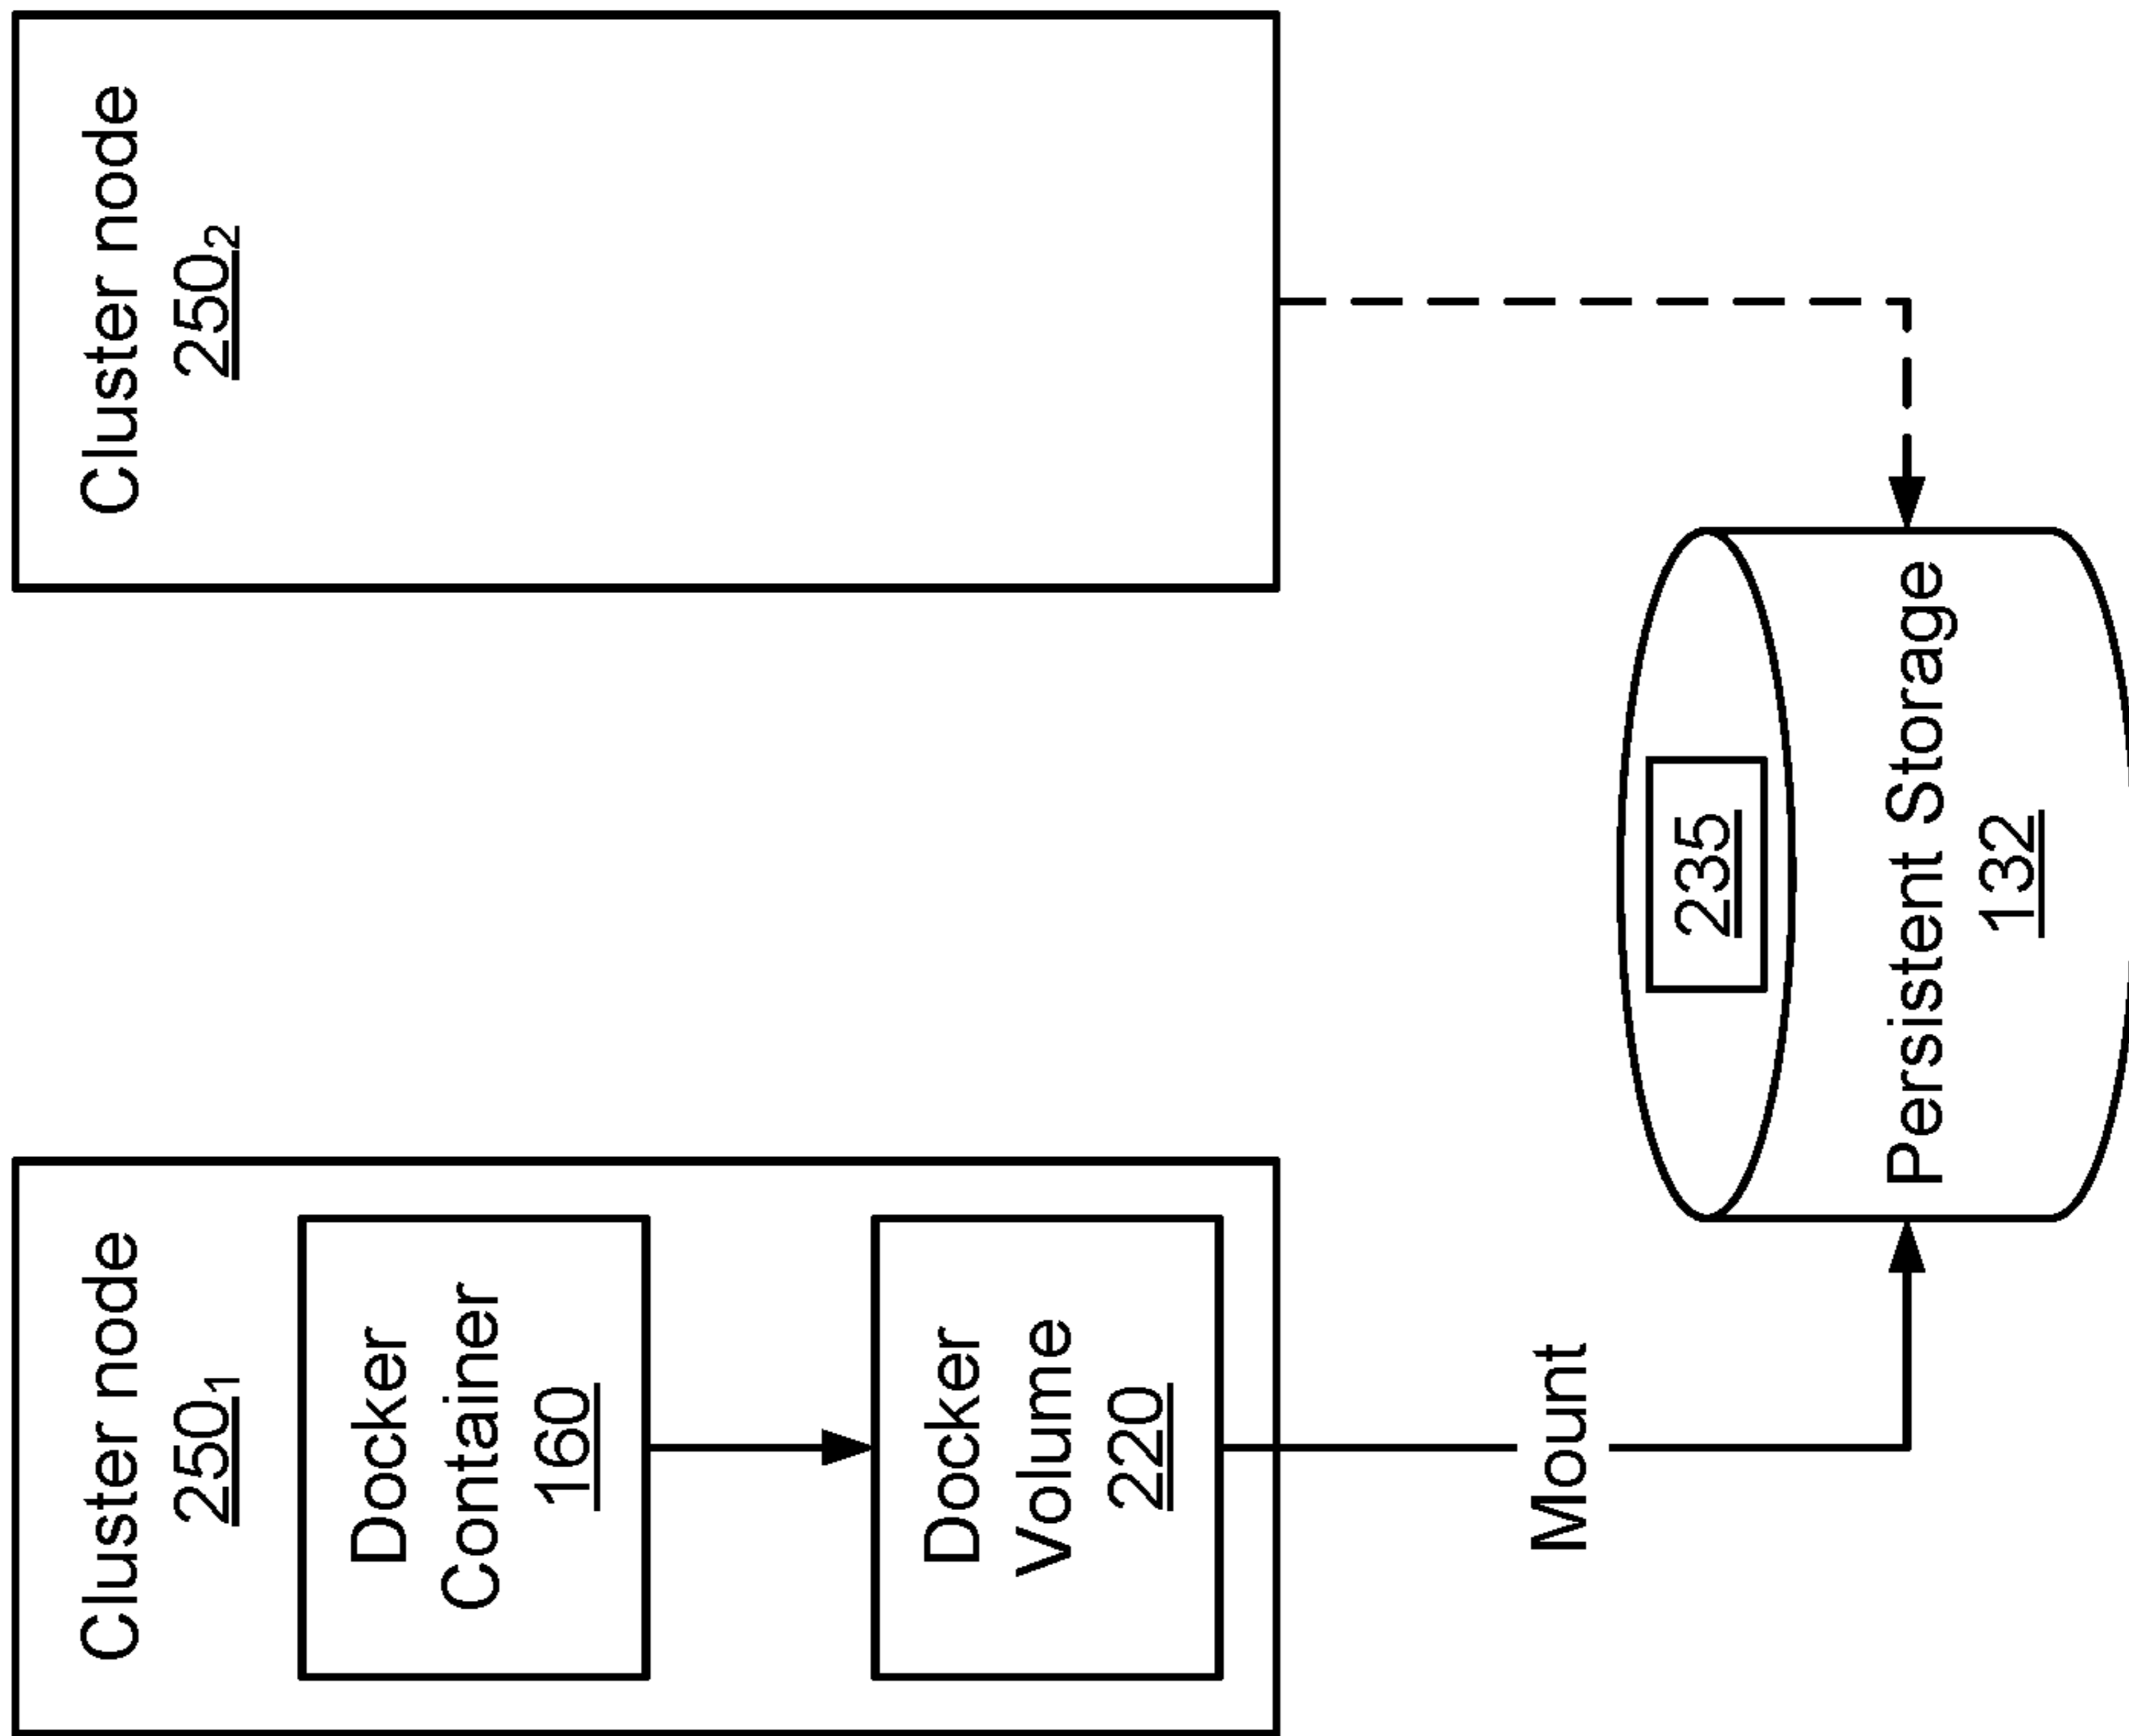 Cluster node
250₁
Docker
Container
160
Docker
Volume
220
Mount
Cluster node
250₂
235
Persistent Storage
132